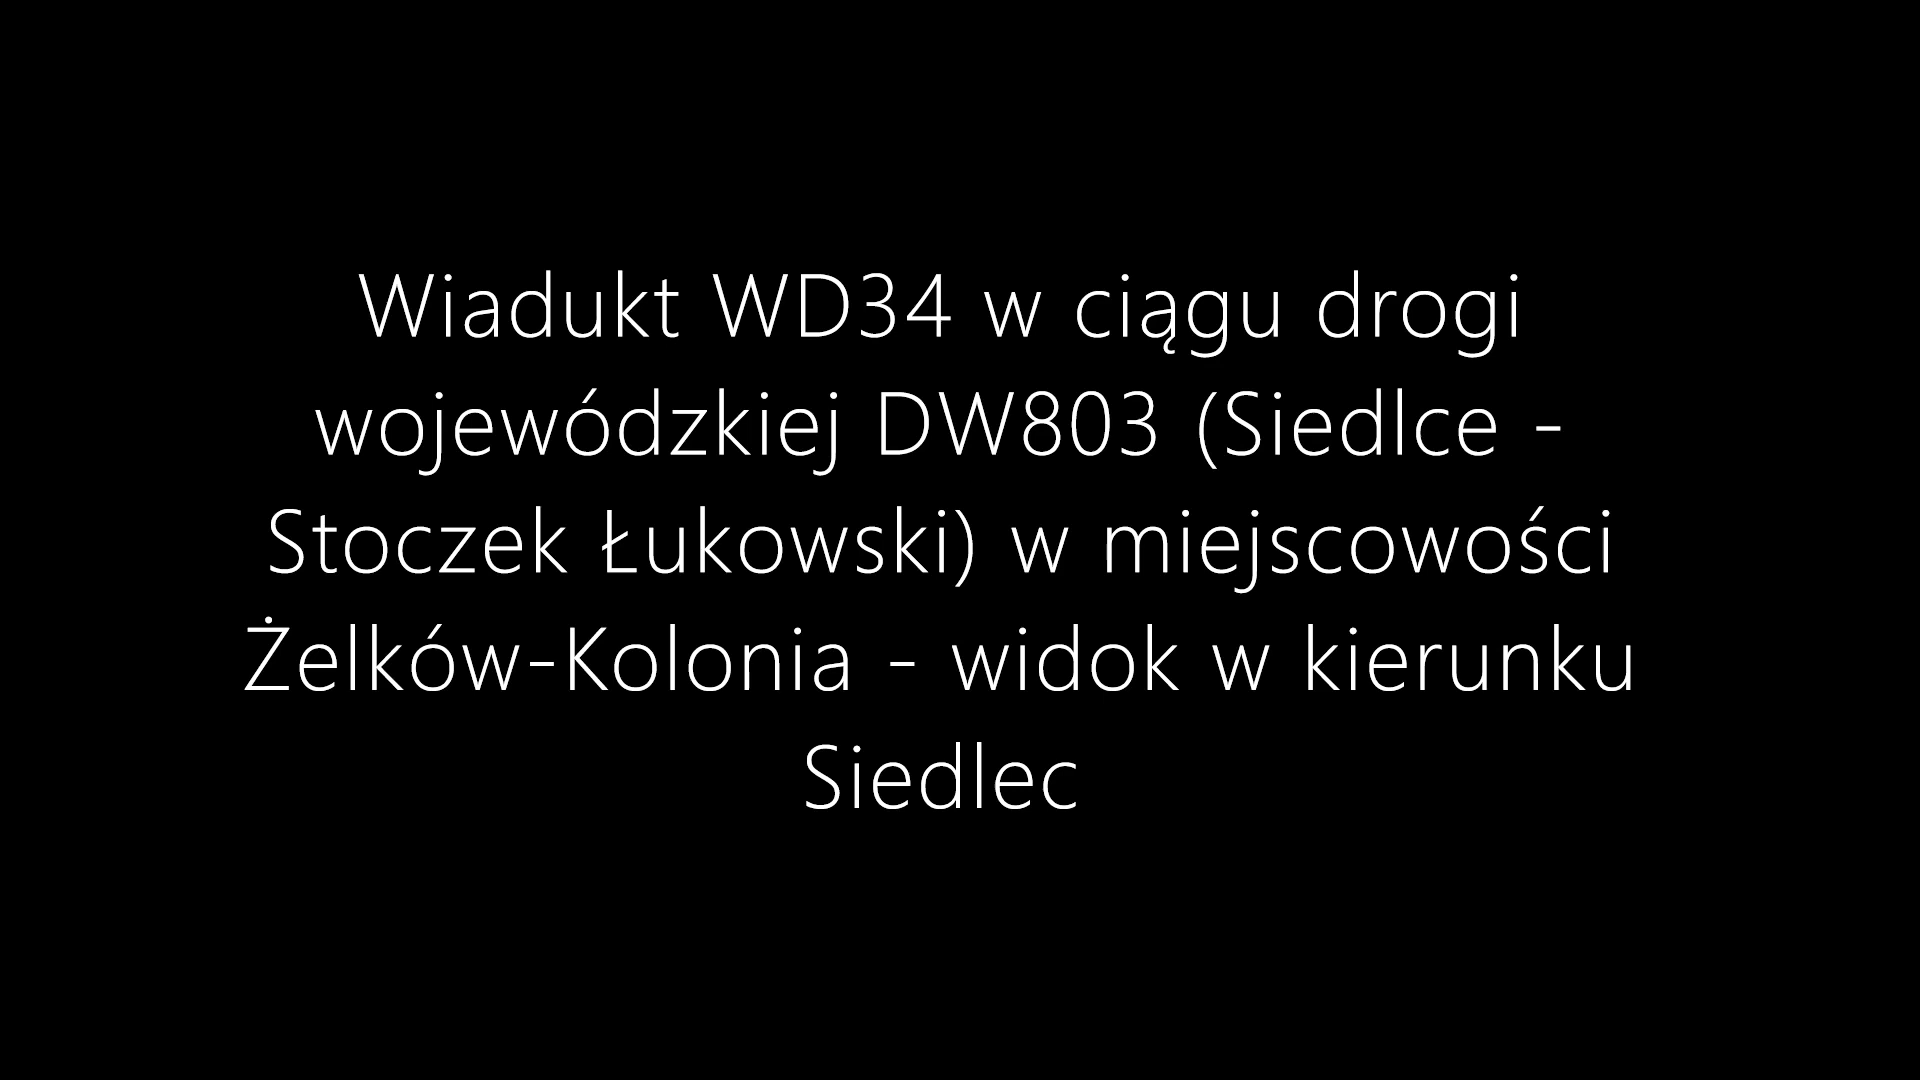 Wiadukt WD34 w ciągu drogi
wojewódzkiej DW803 (Siedlce -
Stoczek Łukowski) w miejscowości
Żelków-Kolonia - widok w kierunku
Siedlec